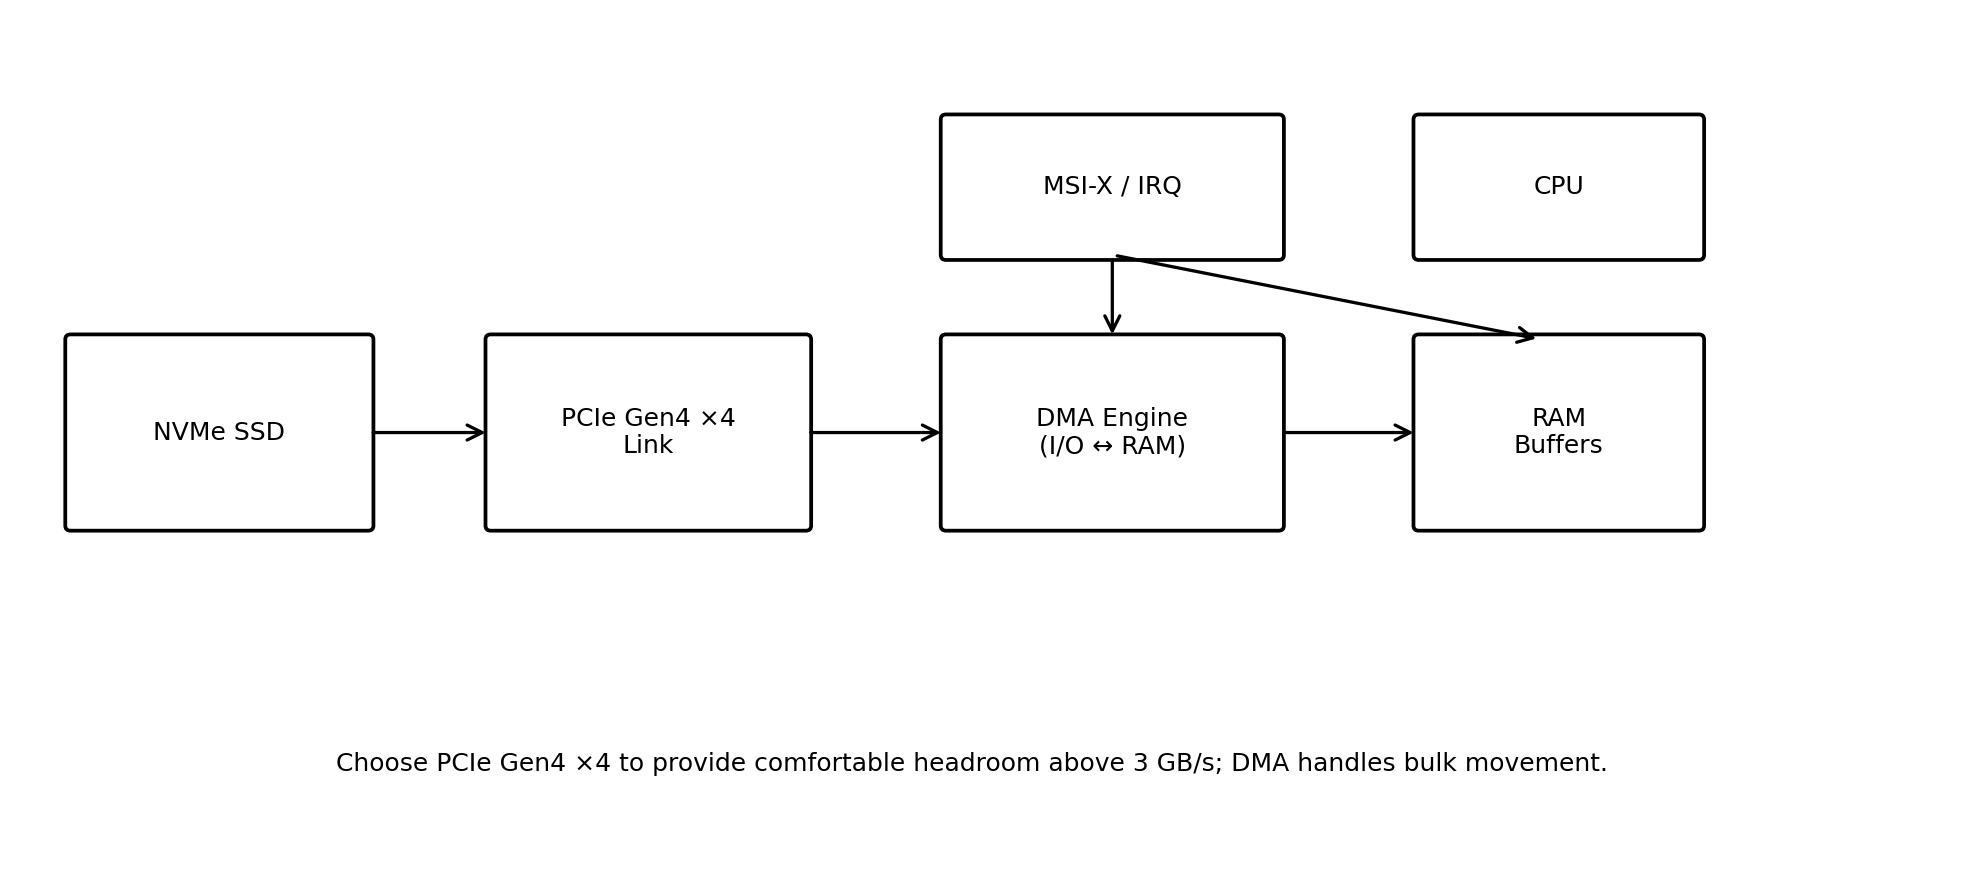 MSI-X / IRQ
CPU
NVMe SSD
PCIe Gen4 ×4
Link
DMA Engine
(I/O ↔ RAM)
RAM
Buffers
Choose PCIe Gen4 ×4 to provide comfortable headroom above 3 GB/s; DMA handles bulk movement.